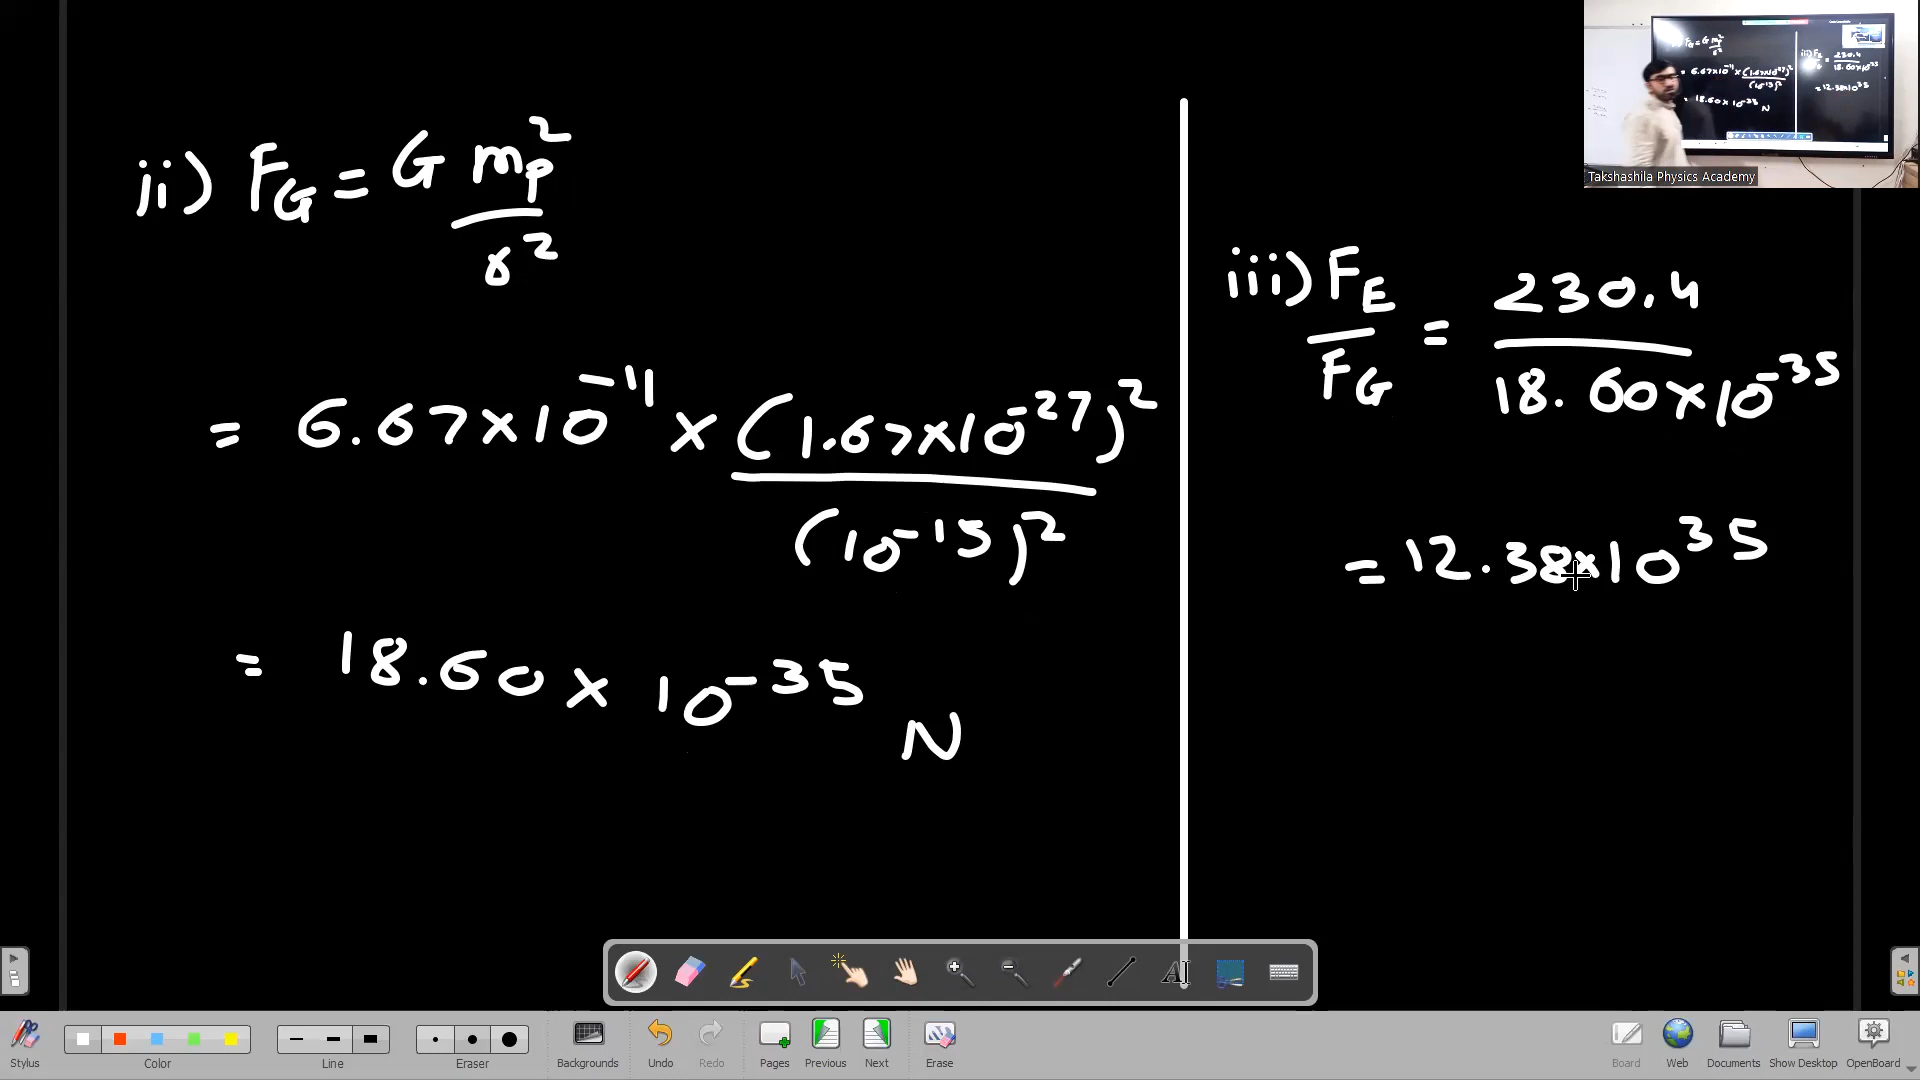 ii) F_G = G m_p^2 / r^2
= 6.67×10^-11 × (1.67×10^-27)^2 / (10^-15)^2
= 18.60 × 10^-35 N
iii) F_E / F_G = 230.4 / 18.60×10^-35
= 12.38×10^35
Takshashila Physics Academy
Stylus
Color
Line
Eraser
Backgrounds
Undo
Redo
Pages
Previous
Next
Erase
Board
Web
Documents
Show Desktop
OpenBoard